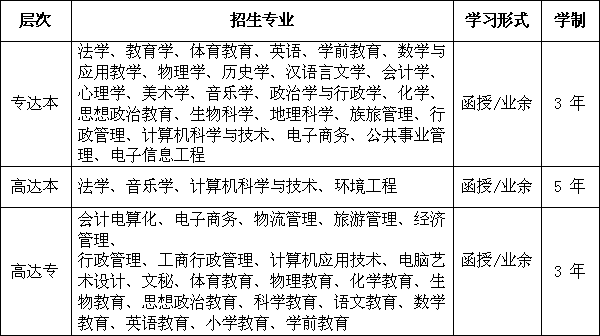 层次 招生专业 学习形式 学制
法学、教育学、体育教育、英语、学前教育、数学与
应用教学、物理学、历史学、汉语言文学、会计学、
心理学、美术学、音乐学、政治学与行政学、化学、
思想政治教育、生物科学、地理科学、族旅管理、行
政管理、计算机科学与技术、电子商务、公共事业管
理、电子信息工程
专达本 函授/业余 3 年
高达本 法学、音乐学、计算机科学与技术、环境工程 函授/业余 5 年
会计电算化、电子商务、物流管理、旅游管理、经济
管理、
行政管理、工商行政管理、计算机应用技术、电脑艺
术设计、文秘、体育教育、物理教育、化学教育、生
物教育、思想政治教育、科学教育、语文教育、数学
教育、英语教育、小学教育、学前教育
高达专 函授/业余 3 年